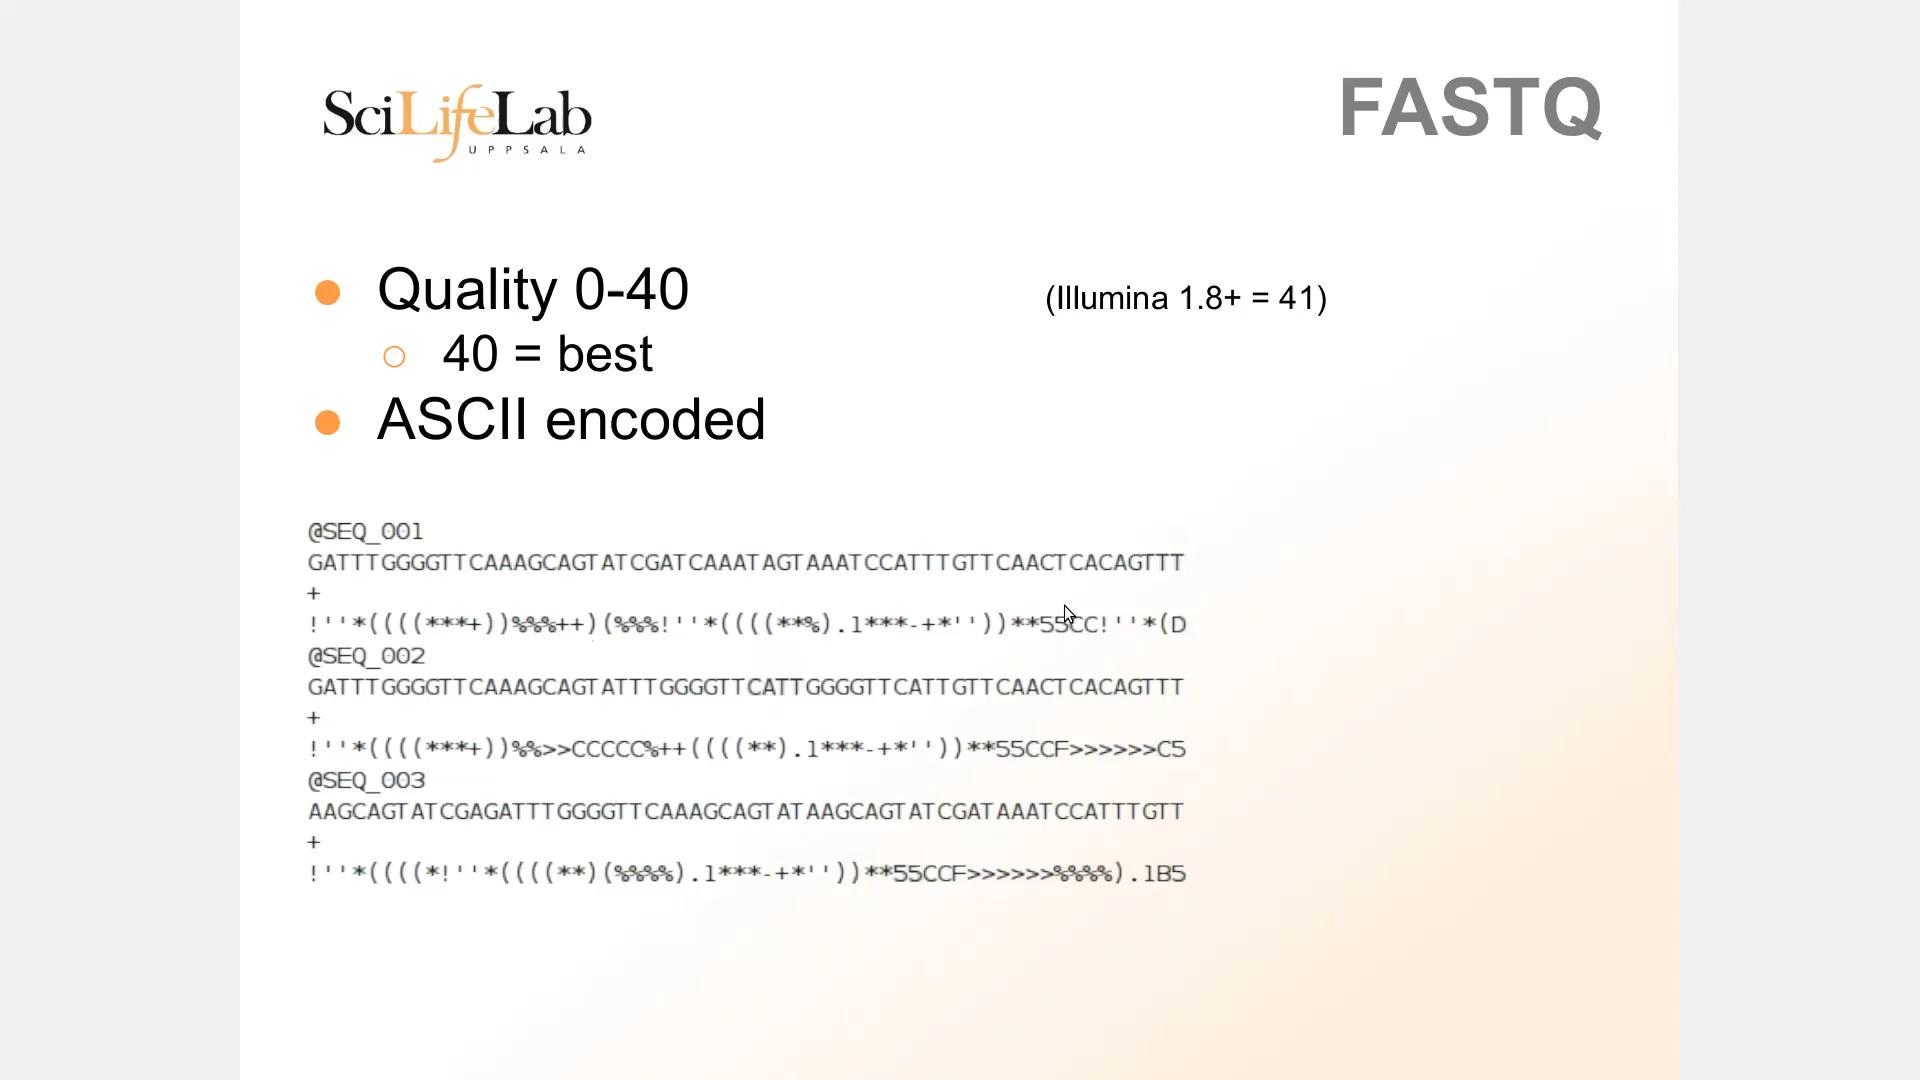 SciLifeLab
UPPSALA
FASTQ
● Quality 0-40 (Illumina 1.8+ = 41)
○ 40 = best
● ASCII encoded
@SEQ_001
GATTTGGGGTTCAAAGCAGTATCGATCAAATAGTAAATCCATTTGTTCAACTCACAGTTT
+
!''*((((***+))%%%++)(%%%!''*((((**%).1***-+*''))**55CC!''*(D
@SEQ_002
GATTTGGGGTTCAAAGCAGTATTTGGGGTTCATTGGGGTTCATTGTTCAACTCACAGTTT
+
!''*((((***+))%%>>CCCCC%++((((**).1***-+*''))**55CCF>>>>>>C5
@SEQ_003
AAGCAGTATCGAGATTTGGGGTTCAAAGCAGTATAAGCAGTATCGATAAATCCATTTGTT
+
!''*((((*!''*((((**)(%%%%).1***-+*''))**55CCF>>>>>>%%%%).1B5